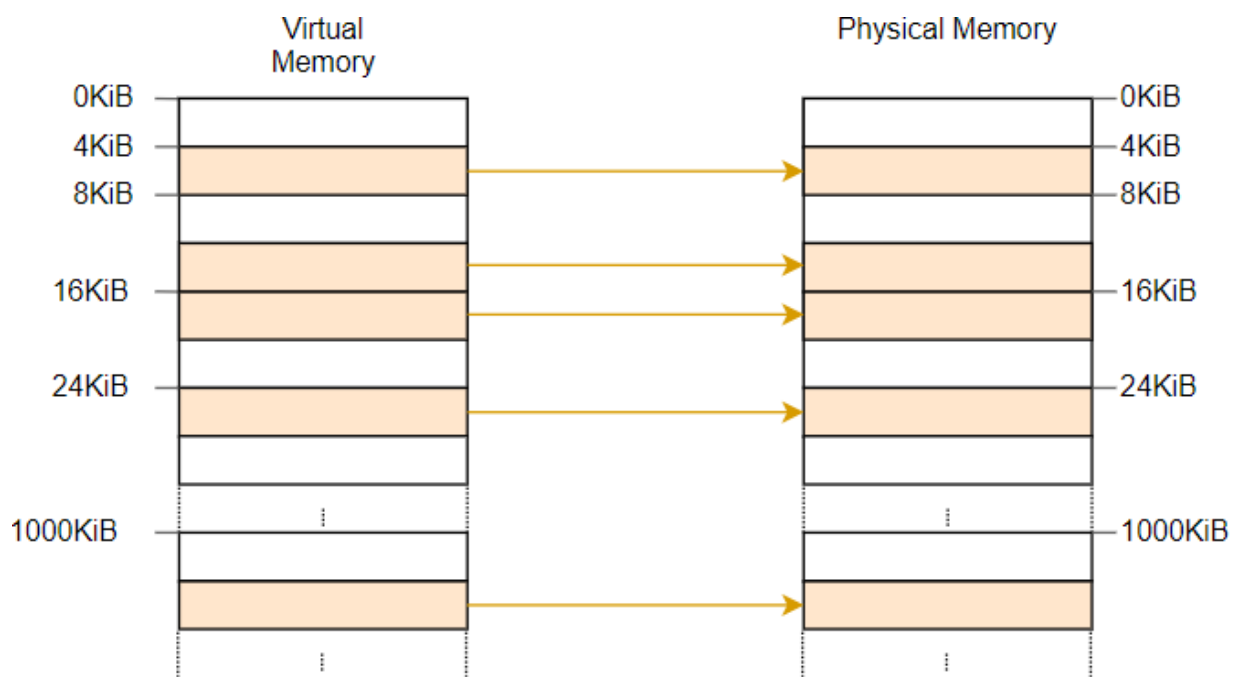 Virtual
Memory
Physical Memory
0KiB
0KiB
4KiB
4KiB
8KiB
8KiB
16KiB
16KiB
24KiB
24KiB
1000KiB
1000KiB